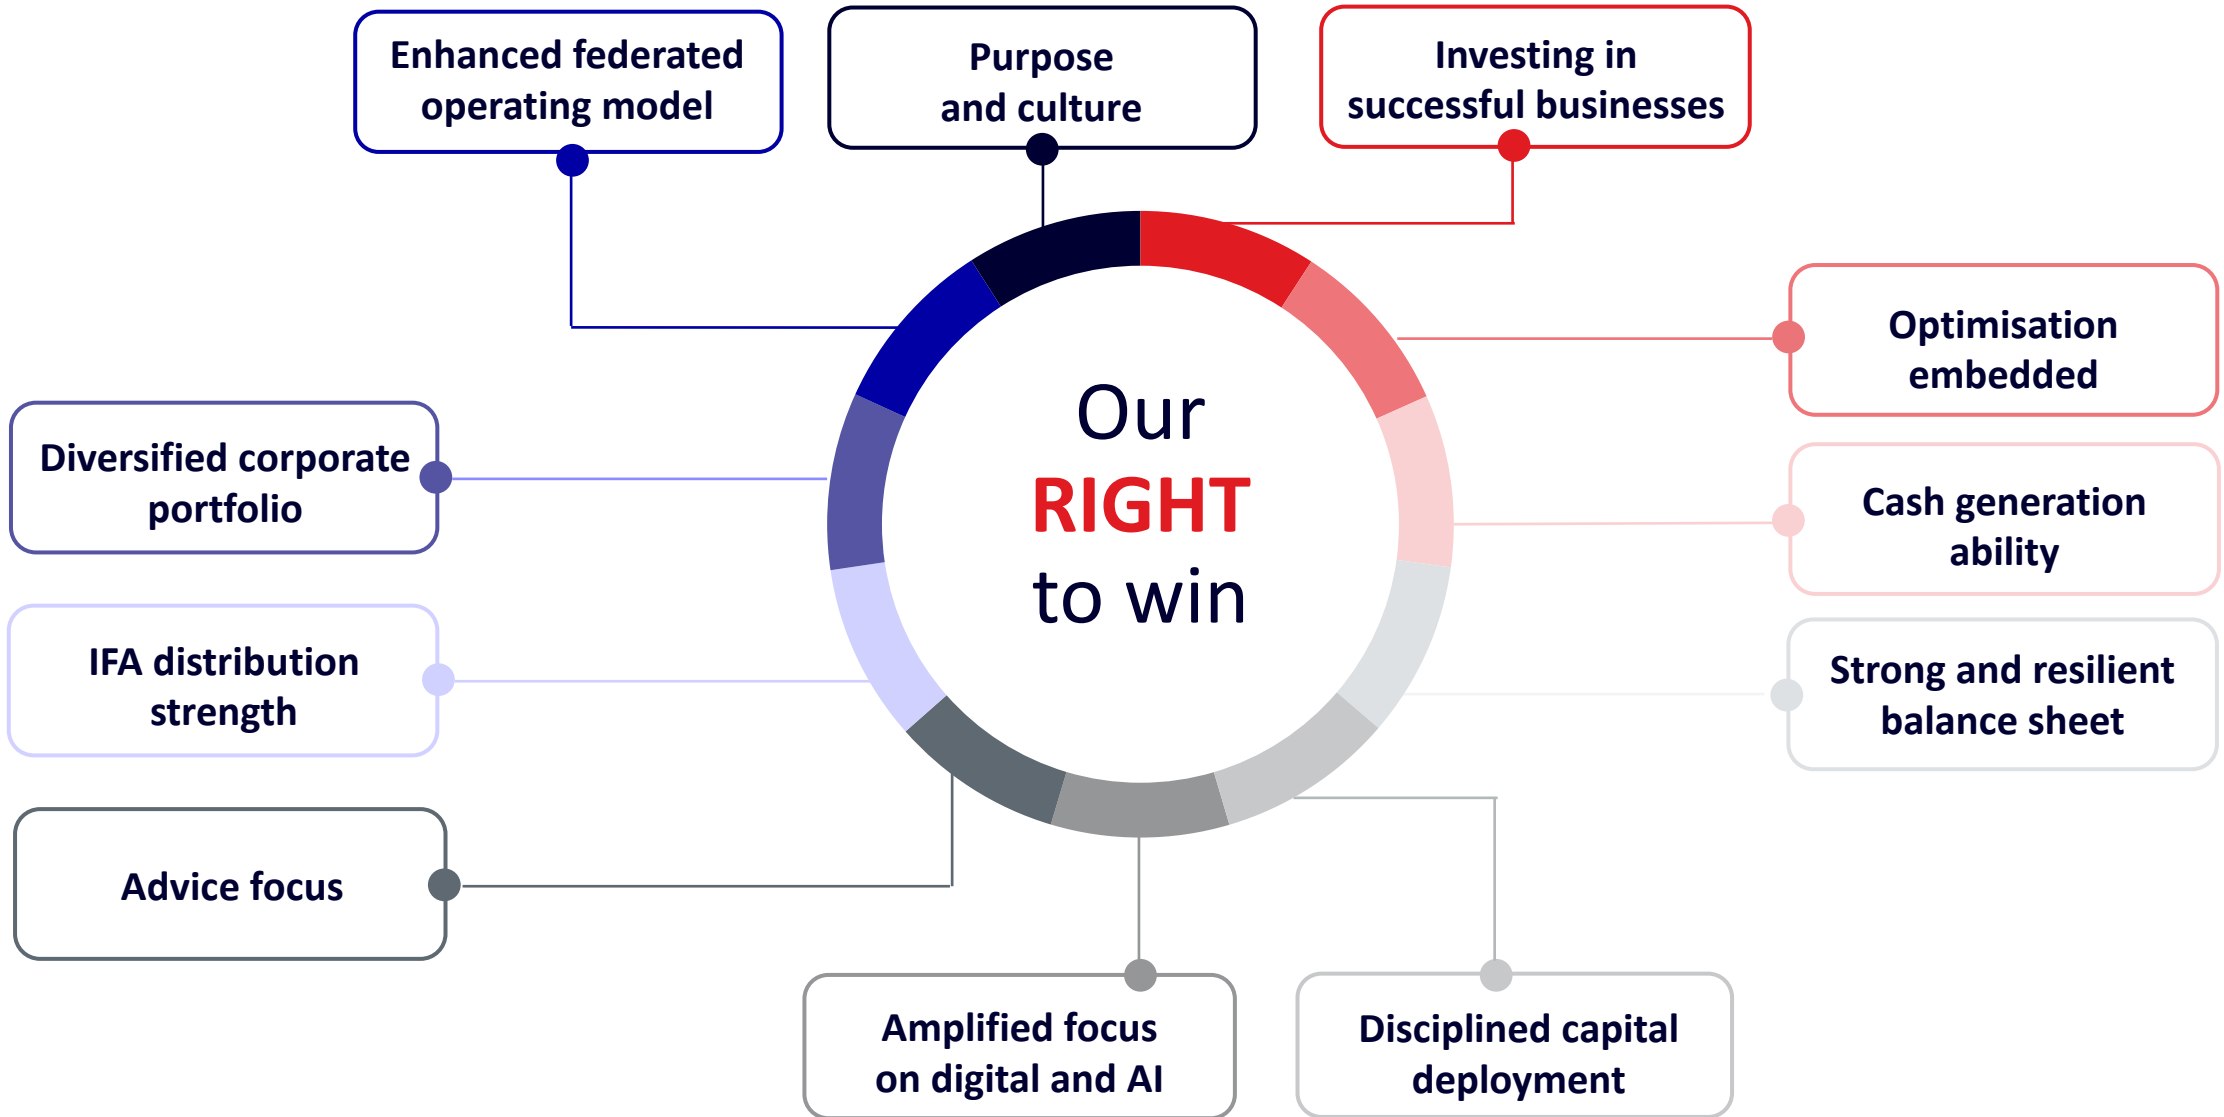 Enhanced federated
operating model
Purpose
and culture
Investing in
successful businesses
Optimisation
embedded
Cash generation
ability
Strong and resilient
balance sheet
Disciplined capital
deployment
Amplified focus
on digital and AI
Advice focus
IFA distribution
strength
Diversified corporate
portfolio
Our
RIGHT
to win